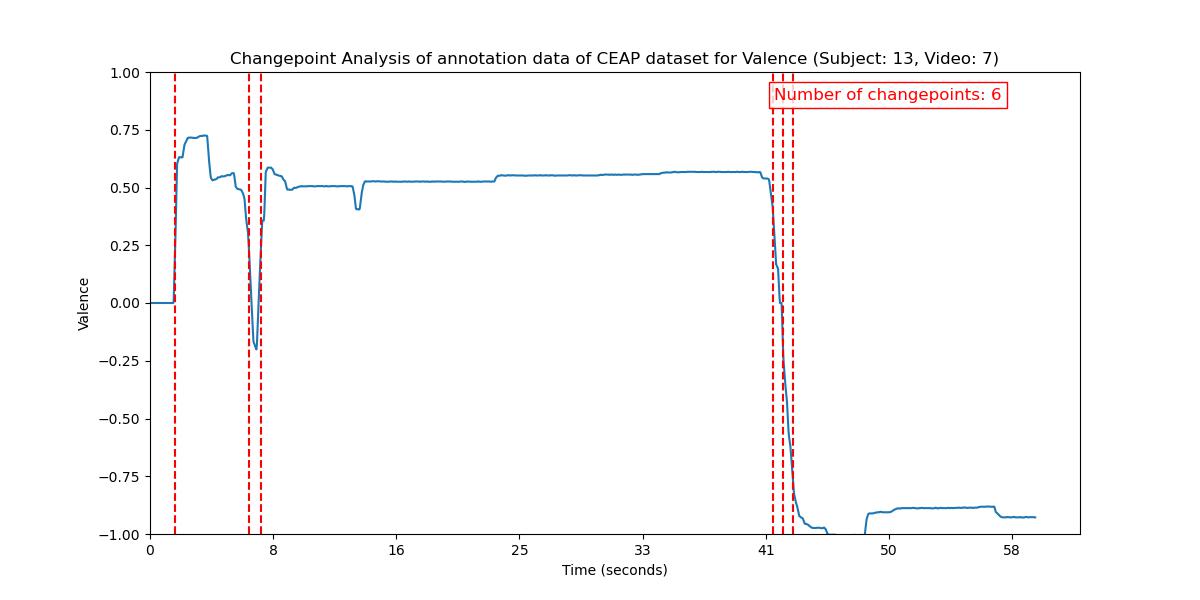 Changepoint Analysis of annotation data of CEAP dataset for Valence (Subject: 13, Video: 7)
Number of changepoints: 6
1.00
0.75
0.50
0.25
0.00
−0.25
−0.50
−0.75
−1.00
Valence
0 8 16 25 33 41 50 58
Time (seconds)